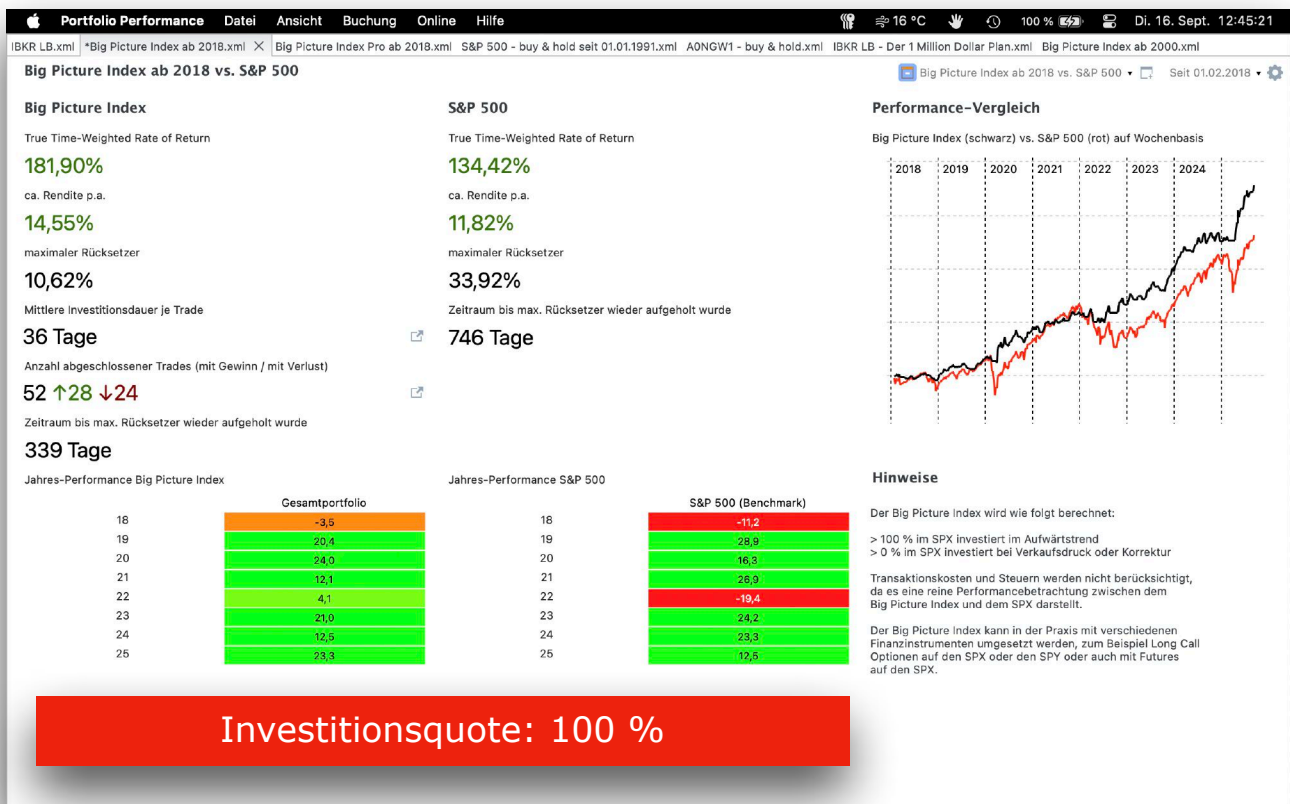 Portfolio Performance Datei Ansicht Buchung Online Hilfe 16 °C 100 % Di. 16. Sept. 12:45:21
IBKR LB.xml *Big Picture Index ab 2018.xml Big Picture Index Pro ab 2018.xml S&P 500 - buy & hold seit 01.01.1991.xml A0NGW1 - buy & hold.xml IBKR LB - Der 1 Million Dollar Plan.xml Big Picture Index ab 2000.xml
Big Picture Index ab 2018 vs. S&P 500
Big Picture Index ab 2018 vs. S&P 500 Seit 01.02.2018
Big Picture Index
True Time-Weighted Rate of Return
181,90%
ca. Rendite p.a.
14,55%
maximaler Rücksetzer
10,62%
Mittlere Investitionsdauer je Trade
36 Tage
Anzahl abgeschlossener Trades (mit Gewinn / mit Verlust)
52 ↑28 ↓24
Zeitraum bis max. Rücksetzer wieder aufgeholt wurde
339 Tage
Jahres-Performance Big Picture Index
Gesamtportfolio
18 -3,5
19 20,4
20 24,0
21 12,1
22 4,1
23 21,0
24 12,5
25 23,3
S&P 500
True Time-Weighted Rate of Return
134,42%
ca. Rendite p.a.
11,82%
maximaler Rücksetzer
33,92%
Zeitraum bis max. Rücksetzer wieder aufgeholt wurde
746 Tage
Jahres-Performance S&P 500
S&P 500 (Benchmark)
18 -11,2
19 28,9
20 16,3
21 26,9
22 -19,4
23 24,2
24 23,3
25 12,5
Performance-Vergleich
Big Picture Index (schwarz) vs. S&P 500 (rot) auf Wochenbasis
2018 2019 2020 2021 2022 2023 2024
Hinweise
Der Big Picture Index wird wie folgt berechnet:
> 100 % im SPX investiert im Aufwärtstrend
> 0 % im SPX investiert bei Verkaufsdruck oder Korrektur
Transaktionskosten und Steuern werden nicht berücksichtigt,
da es eine reine Performancebetrachtung zwischen dem
Big Picture Index und dem SPX darstellt.
Der Big Picture Index kann in der Praxis mit verschiedenen
Finanzinstrumenten umgesetzt werden, zum Beispiel Long Call
Optionen auf den SPX oder den SPY oder auch mit Futures
auf den SPX.
Investitionsquote: 100 %